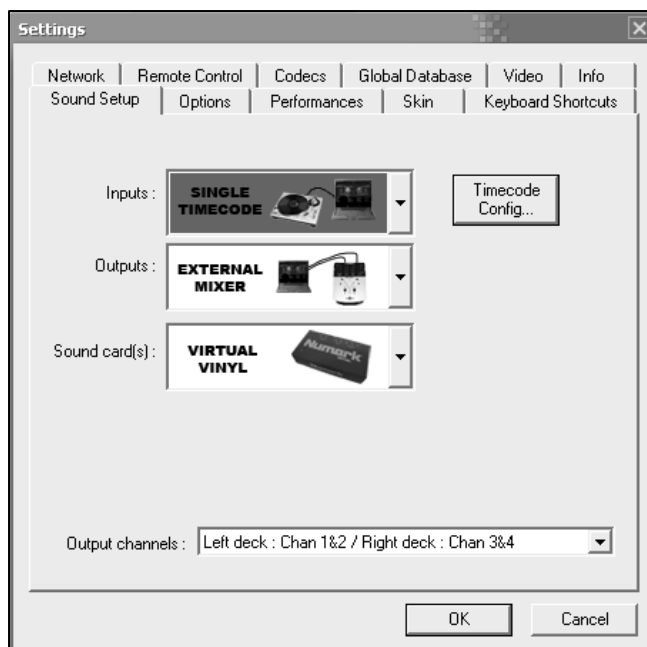 Settings
Network Remote Control Codecs Global Database Video Info
Sound Setup Options Performances Skin Keyboard Shortcuts
Inputs :
SINGLE
TIMECODE
Timecode
Config...
Outputs :
EXTERNAL
MIXER
Sound card(s) :
VIRTUAL
VINYL
Numark
Output channels :
Left deck : Chan 1&2 / Right deck : Chan 3&4
OK Cancel